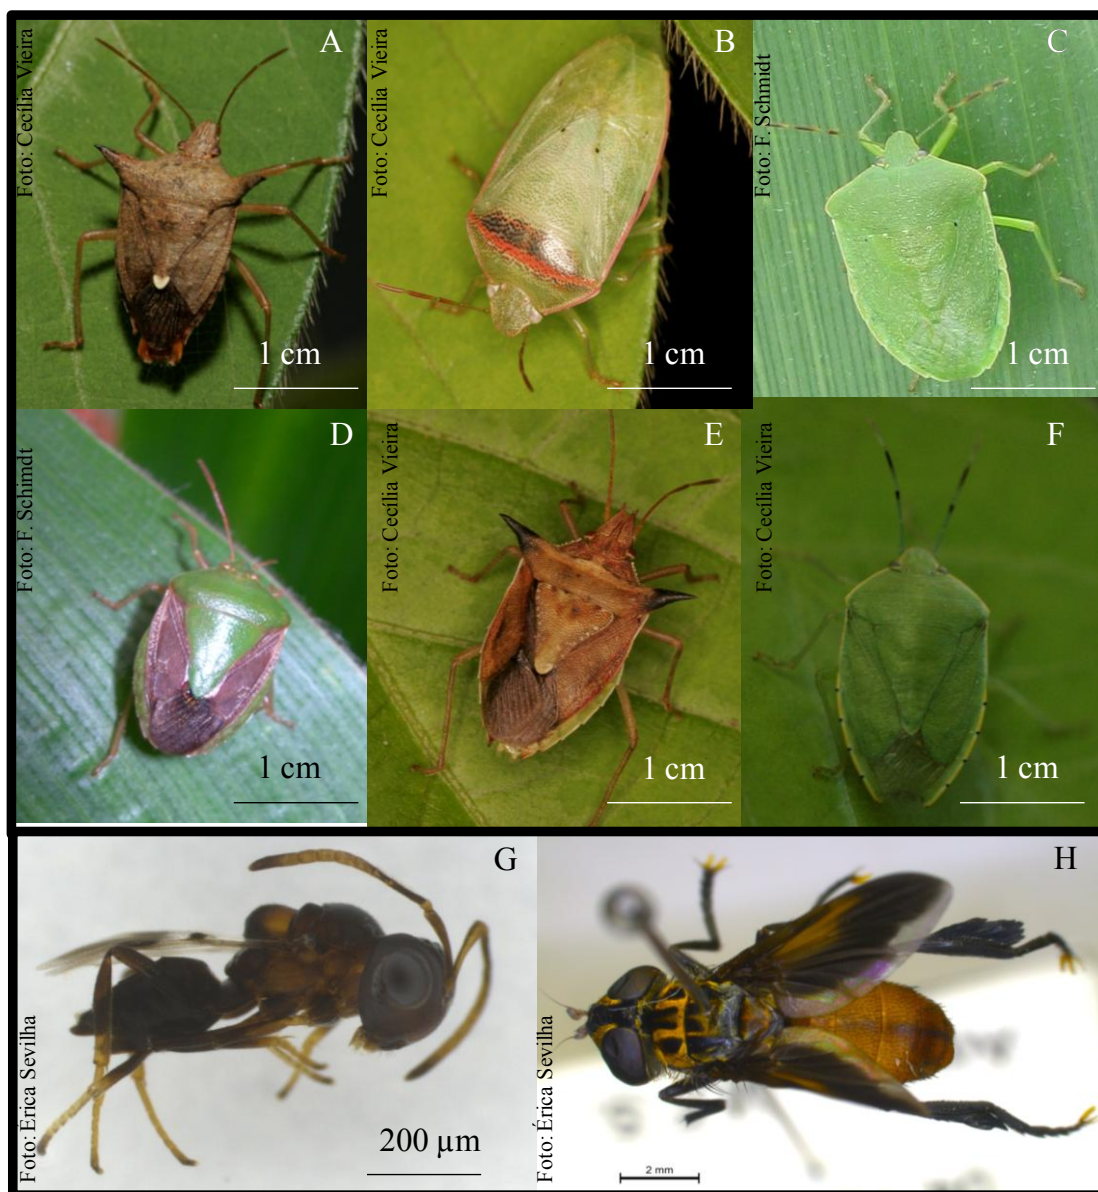 Foto: Cecília Vieira
A
1 cm
Foto: Cecília Vieira
B
1 cm
Foto: F. Schmidt
C
1 cm
Foto: F. Schimdt
D
1 cm
Foto: Cecília Vieira
E
1 cm
Foto: Cecília Vieira
F
1 cm
Foto: Érica Sevilha
G
200 µm
Foto: Érica Sevilha
H
2 mm